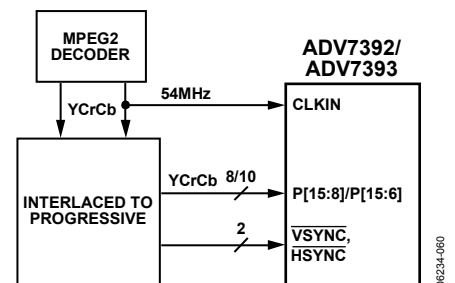 MPEG2
DECODER
ADV7392/
ADV7393
YCrCb
54MHz
CLKIN
INTERLACED TO
PROGRESSIVE
YCrCb
8/10
P[15:8]/P[15:6]
2
VSYNC,
HSYNC
06234-060